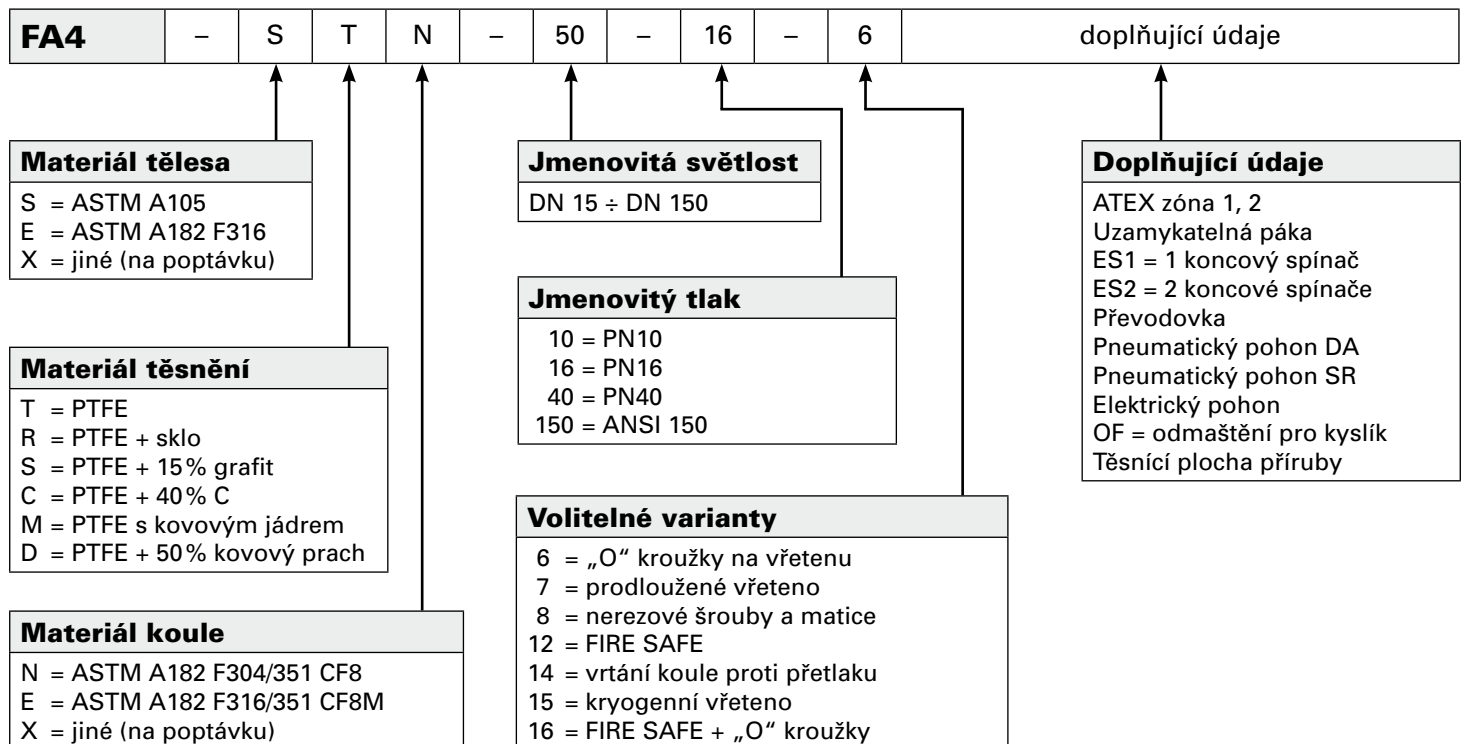 FA4 – S T N – 50 – 16 – 6 doplňující údaje
Materiál tělesa
S = ASTM A105
E = ASTM A182 F316
X = jiné (na poptávku)
Materiál těsnění
T = PTFE
R = PTFE + sklo
S = PTFE + 15% grafit
C = PTFE + 40% C
M = PTFE s kovovým jádrem
D = PTFE + 50% kovový prach
Materiál koule
N = ASTM A182 F304/351 CF8
E = ASTM A182 F316/351 CF8M
X = jiné (na poptávku)
Jmenovitá světlost
DN 15 ÷ DN 150
Jmenovitý tlak
10 = PN10
16 = PN16
40 = PN40
150 = ANSI 150
Volitelné varianty
6 = „O“ kroužky na vřetenu
7 = prodloužené vřeteno
8 = nerezové šrouby a matice
12 = FIRE SAFE
14 = vrtání koule proti přetlaku
15 = kryogenní vřeteno
16 = FIRE SAFE + „O“ kroužky
Doplňující údaje
ATEX zóna 1, 2
Uzamykatelná páka
ES1 = 1 koncový spínač
ES2 = 2 koncové spínače
Převodovka
Pneumatický pohon DA
Pneumatický pohon SR
Elektrický pohon
OF = odmaštění pro kyslík
Těsnící plocha příruby